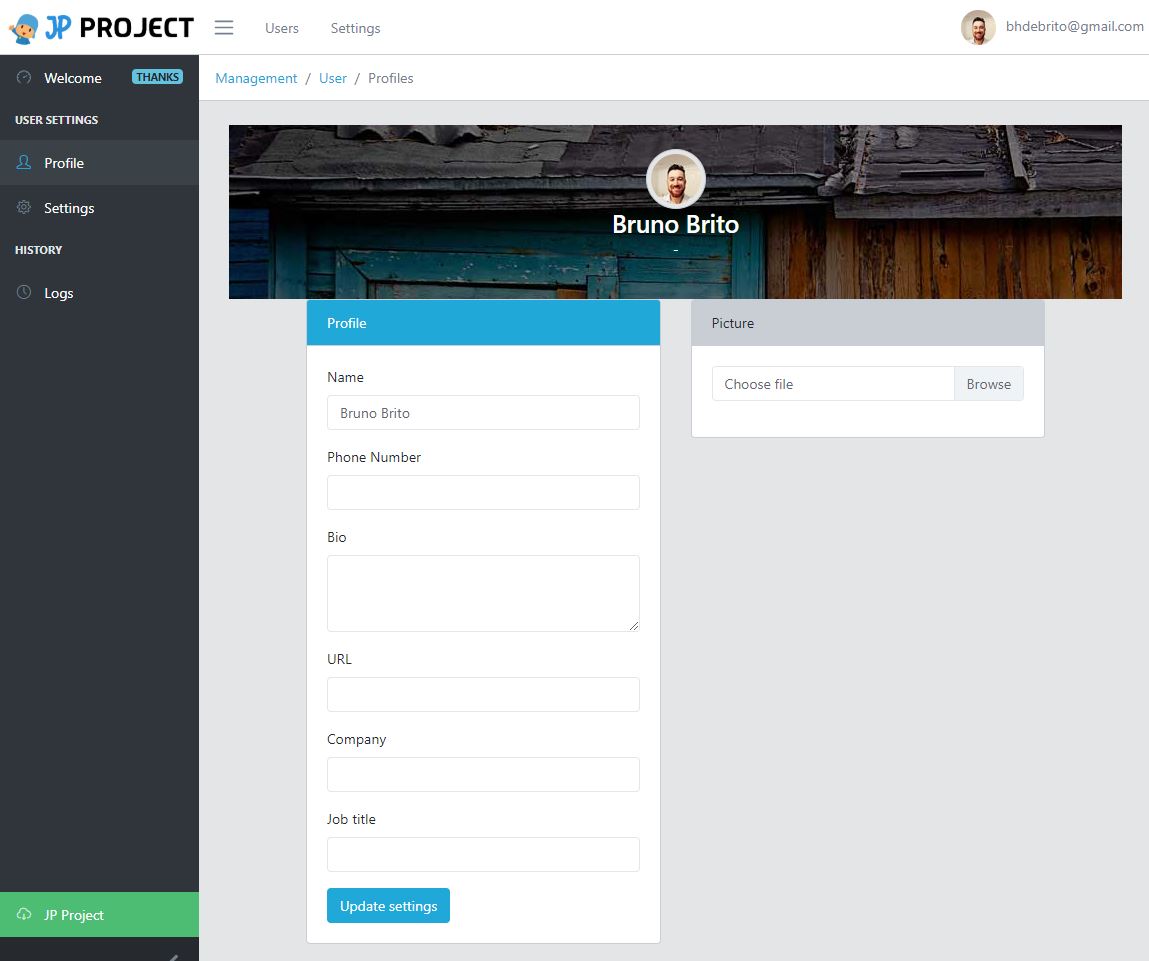 JP PROJECT
Users
Settings
bhdebrito@gmail.com
Welcome
THANKS
USER SETTINGS
Profile
Settings
HISTORY
Logs
JP Project
Management / User / Profiles
Bruno Brito
-
Profile
Name
Bruno Brito
Phone Number
Bio
URL
Company
Job title
Update settings
Picture
Choose file
Browse